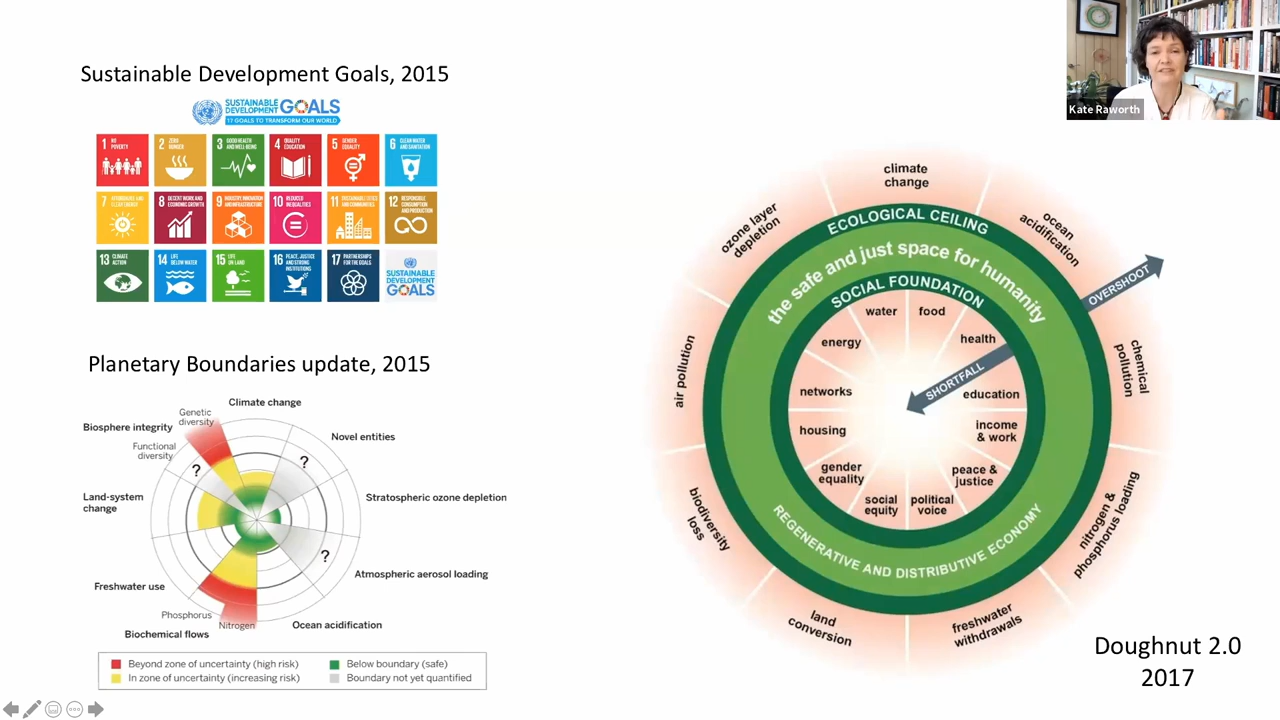 Sustainable Development Goals, 2015
SUSTAINABLE
DEVELOPMENT
GOALS
17 GOALS TO TRANSFORM OUR WORLD
1 NO
POVERTY
2 ZERO
HUNGER
3 GOOD HEALTH
AND WELL-BEING
4 QUALITY
EDUCATION
5 GENDER
EQUALITY
6 CLEAN WATER
AND SANITATION
7 AFFORDABLE AND
CLEAN ENERGY
8 DECENT WORK AND
ECONOMIC GROWTH
9 INDUSTRY, INNOVATION
AND INFRASTRUCTURE
10 REDUCED
INEQUALITIES
11 SUSTAINABLE CITIES
AND COMMUNITIES
12 RESPONSIBLE
CONSUMPTION
AND PRODUCTION
13 CLIMATE
ACTION
14 LIFE
BELOW WATER
15 LIFE
ON LAND
16 PEACE, JUSTICE
AND STRONG
INSTITUTIONS
17 PARTNERSHIPS
FOR THE GOALS
SUSTAINABLE
DEVELOPMENT
GOALS
Planetary Boundaries update, 2015
Climate change
Genetic
diversity
Biosphere integrity
Functional
diversity
Novel entities
?
?
Land-system
change
Stratospheric ozone depletion
?
Atmospheric aerosol loading
Freshwater use
Phosphorus
Nitrogen
Biochemical flows
Ocean acidification
Beyond zone of uncertainty (high risk)
In zone of uncertainty (increasing risk)
Below boundary (safe)
Boundary not yet quantified
Kate Raworth
climate
change
ozone layer
depletion
ocean
acidification
air pollution
chemical
pollution
biodiversity
loss
nitrogen &
phosphorus loading
land
conversion
freshwater
withdrawals
ECOLOGICAL CEILING
the safe and just space for humanity
SOCIAL FOUNDATION
OVERSHOOT
water
food
energy
health
SHORTFALL
networks
education
housing
income
& work
gender
equality
peace &
justice
social
equity
political
voice
REGENERATIVE AND DISTRIBUTIVE ECONOMY
Doughnut 2.0
2017